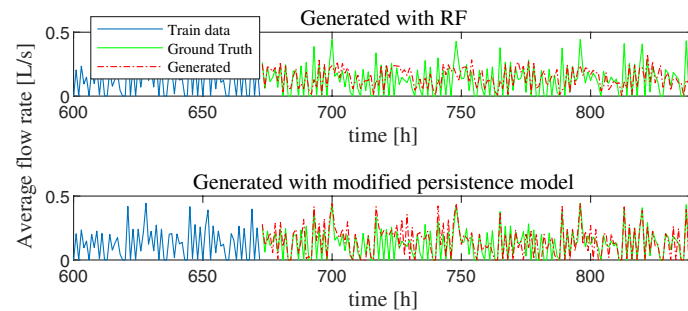 Generated with RF
0.5
Train data
Ground Truth
Generated
0
600 650 700 750 800
time [h]
Average flow rate [L/s]
Generated with modified persistence model
0.5
0
600 650 700 750 800
time [h]